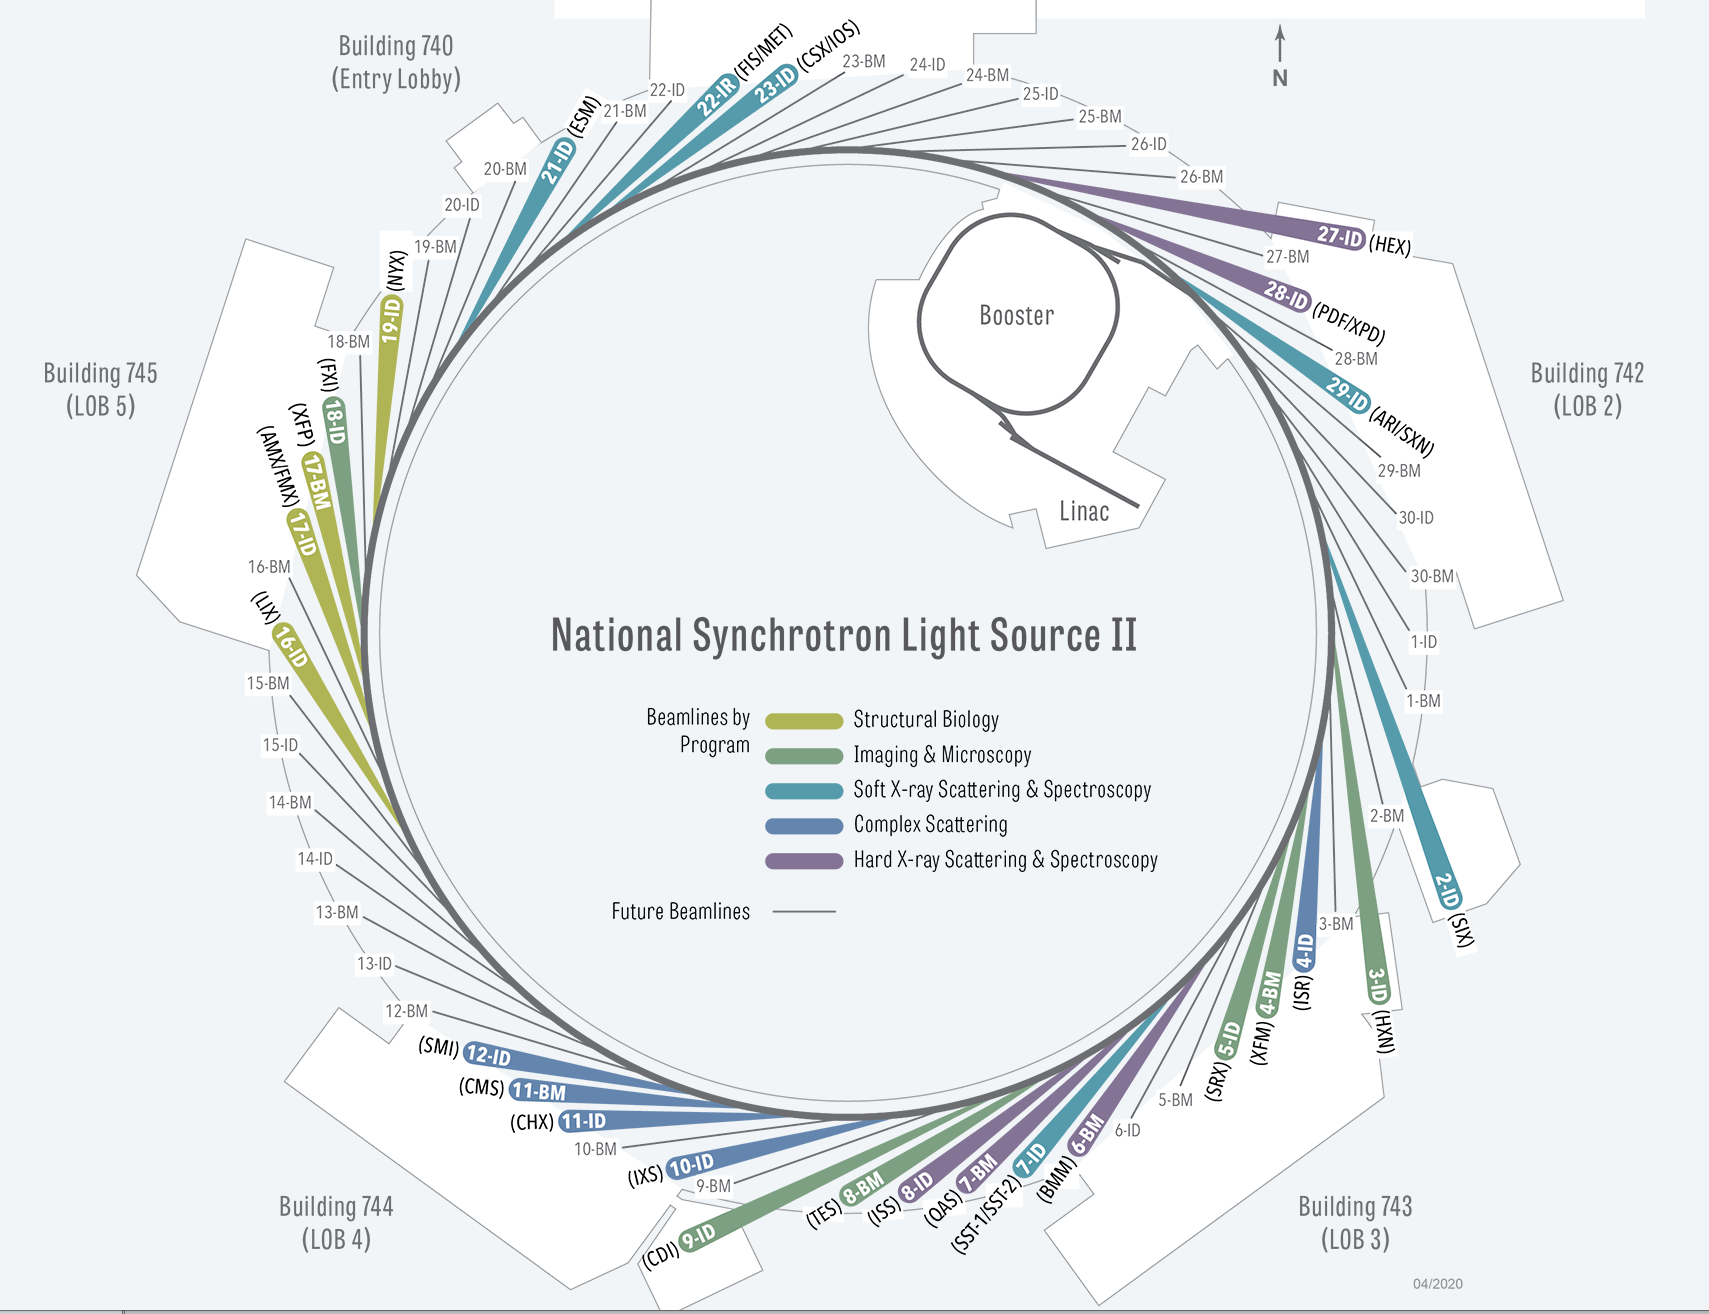 Building 740
(Entry Lobby)
N
22-ID
21-BM
22-IR (FIS/MET)
23-ID (CSX/IOS)
23-BM
24-ID
24-BM
25-ID
25-BM
26-ID
26-BM
27-ID (HEX)
27-BM
28-ID (PDF/XPD)
28-BM
29-ID (ARI/SXN)
29-BM
30-ID
30-BM
1-ID
1-BM
2-ID (SIX)
2-BM
3-ID (HXN)
3-BM
4-ID (ISR)
4-BM (XFM)
5-ID (SRX)
5-BM
6-ID
6-BM (BMM)
7-ID (SST-1/SST-2)
7-BM (QAS)
8-ID (ISS)
8-BM (TES)
9-ID (CDI)
9-BM
10-ID (IXS)
10-BM
11-ID (CHX)
11-BM (CMS)
12-ID (SMI)
12-BM
13-ID
13-BM
14-ID
14-BM
15-ID
15-BM
16-ID (LIX)
16-BM
17-ID (AMX/FMX)
17-BM (XFP)
18-ID (FXI)
18-BM
19-ID (NYX)
19-BM
20-ID
20-BM
21-ID (ESM)
Booster
Linac
Building 745
(LOB 5)
Building 742
(LOB 2)
National Synchrotron Light Source II
Beamlines by
Program
Structural Biology
Imaging & Microscopy
Soft X-ray Scattering & Spectroscopy
Complex Scattering
Hard X-ray Scattering & Spectroscopy
Future Beamlines
Building 744
(LOB 4)
Building 743
(LOB 3)
04/2020